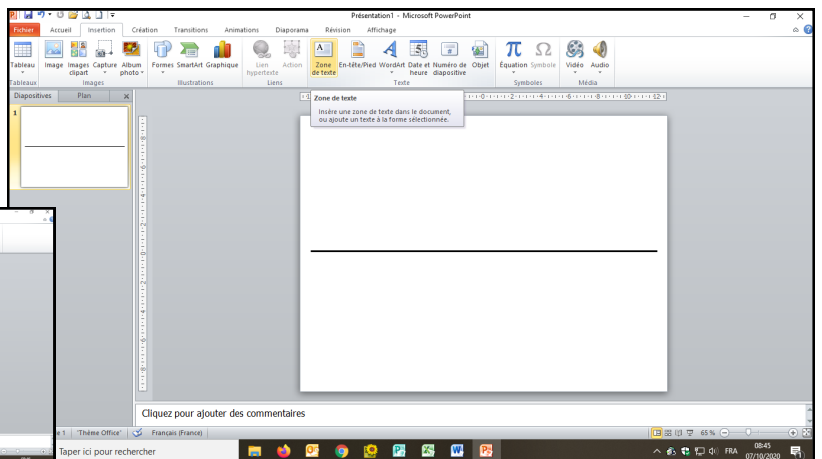 Présentation1 - Microsoft PowerPoint
Fichier Accueil Insertion Création Transitions Animations Diaporama Révision Affichage
Tableau Image Images clipart Capture Album photo Formes SmartArt Graphique Lien hypertexte Action Zone de texte En-tête/Pied WordArt Date et heure Numéro de diapositive Objet Équation Symbole Vidéo Audio
Tableaux Images Illustrations Liens Texte Symboles Média
Diapositives Plan
Zone de texte
Insère une zone de texte dans le document,
ou ajoute un texte à la forme sélectionnée.
1
Cliquez pour ajouter des commentaires
e 1 "Thème Office" Français (France) 65 %
Taper ici pour rechercher
FRA
08:45
07/10/2020